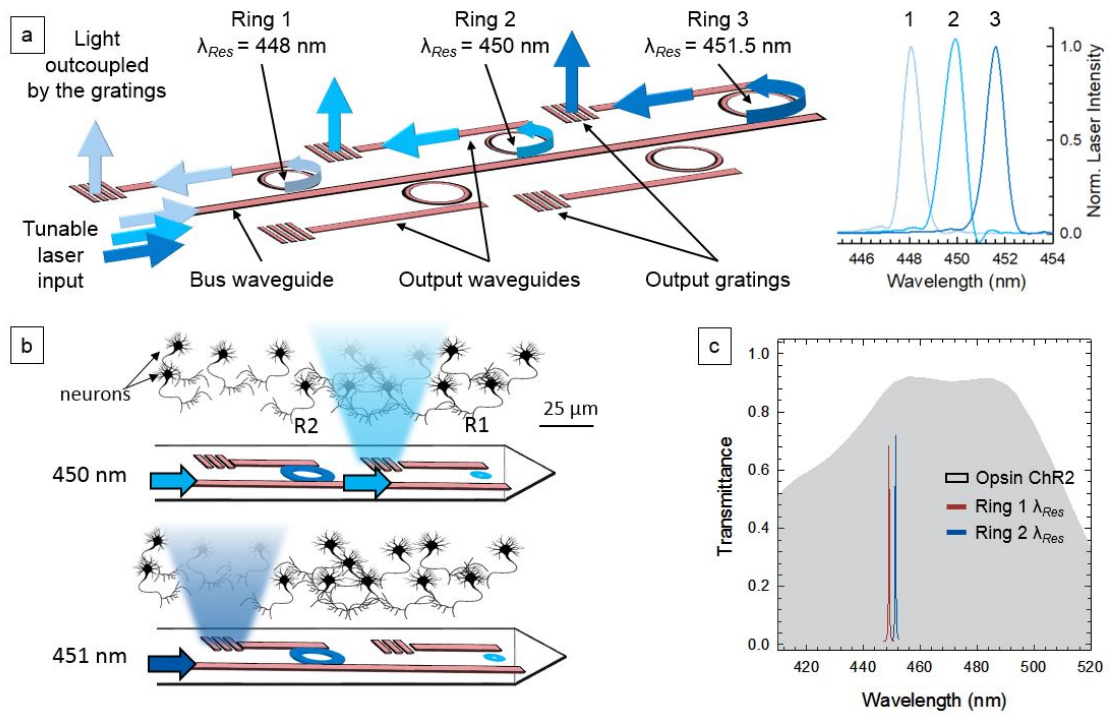 a
Light
outcoupled
by the gratings
Ring 1
λRes = 448 nm
Ring 2
λRes = 450 nm
Ring 3
λRes = 451.5 nm
Tunable
laser
input
Bus waveguide
Output waveguides
Output gratings
1 2 3
1.0
0.5
0.0
Norm. Laser Intensity
446 448 450 452 454
Wavelength (nm)
b
neurons
R2
R1
25 μm
450 nm
451 nm
c
1.0
0.8
0.6
0.4
0.2
0.0
Transmittance
Opsin ChR2
Ring 1 λRes
Ring 2 λRes
420 440 460 480 500 520
Wavelength (nm)